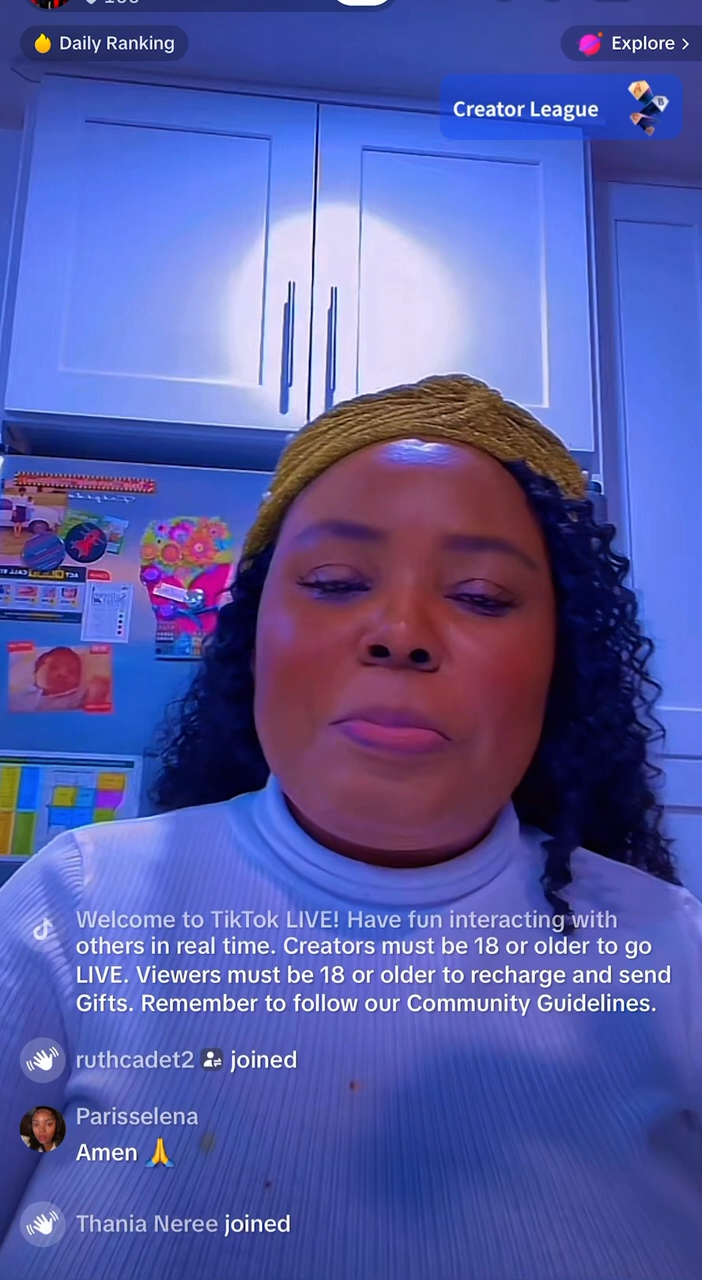 Daily Ranking
Explore >
Creator League
Welcome to TikTok LIVE! Have fun interacting with
others in real time. Creators must be 18 or older to go
LIVE. Viewers must be 18 or older to recharge and send
Gifts. Remember to follow our Community Guidelines.
ruthcadet2 joined
Parisselena
Amen 🙏
Thania Neree joined